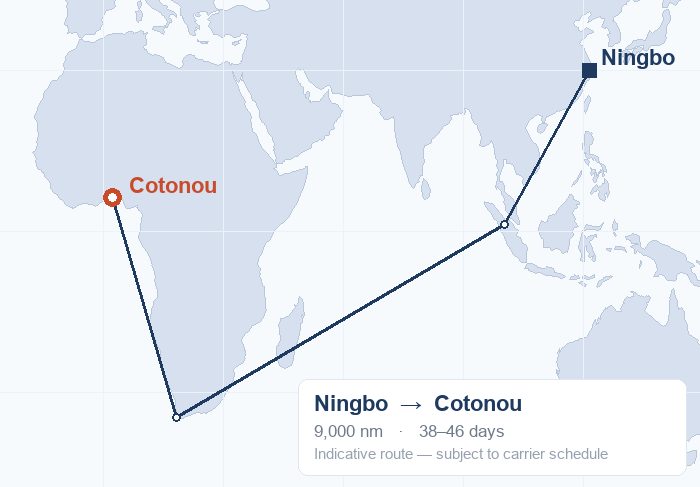 Ningbo
Cotonou
Ningbo → Cotonou
9,000 nm · 38–46 days
Indicative route — subject to carrier schedule